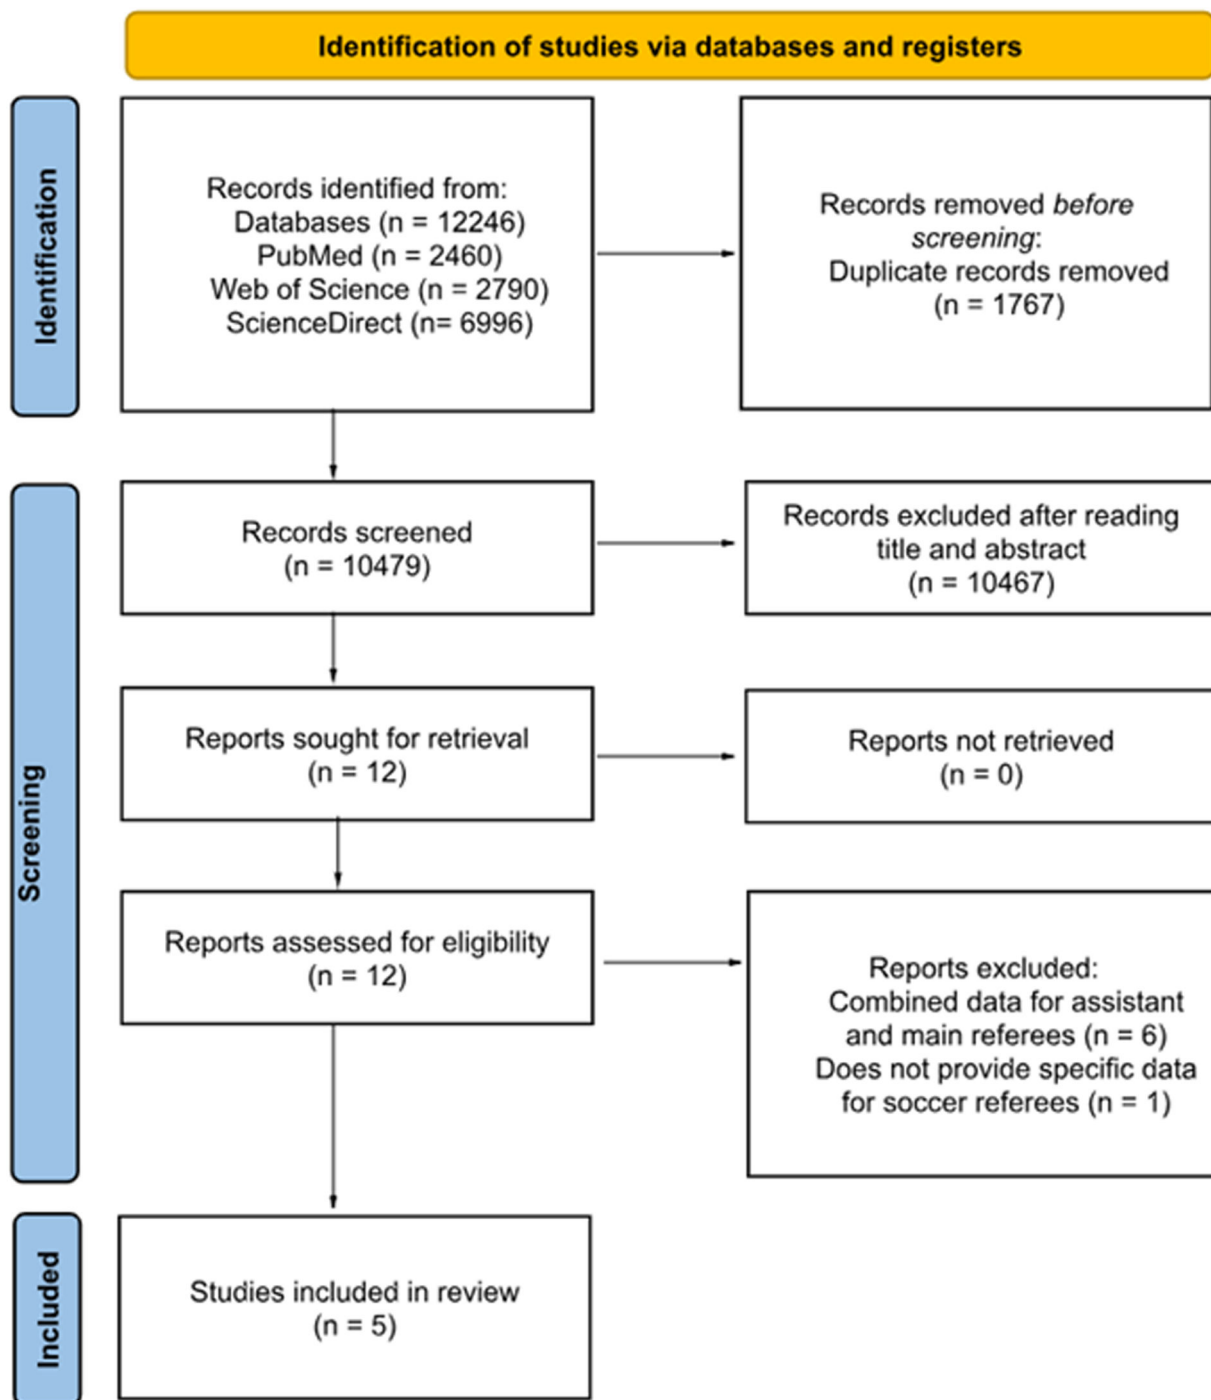 Identification of studies via databases and registers
Identification
Records identified from:
Databases (n = 12246)
PubMed (n = 2460)
Web of Science (n = 2790)
ScienceDirect (n= 6996)
Records removed before
screening:
Duplicate records removed
(n = 1767)
Screening
Records screened
(n = 10479)
Records excluded after reading
title and abstract
(n = 10467)
Reports sought for retrieval
(n = 12)
Reports not retrieved
(n = 0)
Reports assessed for eligibility
(n = 12)
Reports excluded:
Combined data for assistant
and main referees (n = 6)
Does not provide specific data
for soccer referees (n = 1)
Included
Studies included in review
(n = 5)